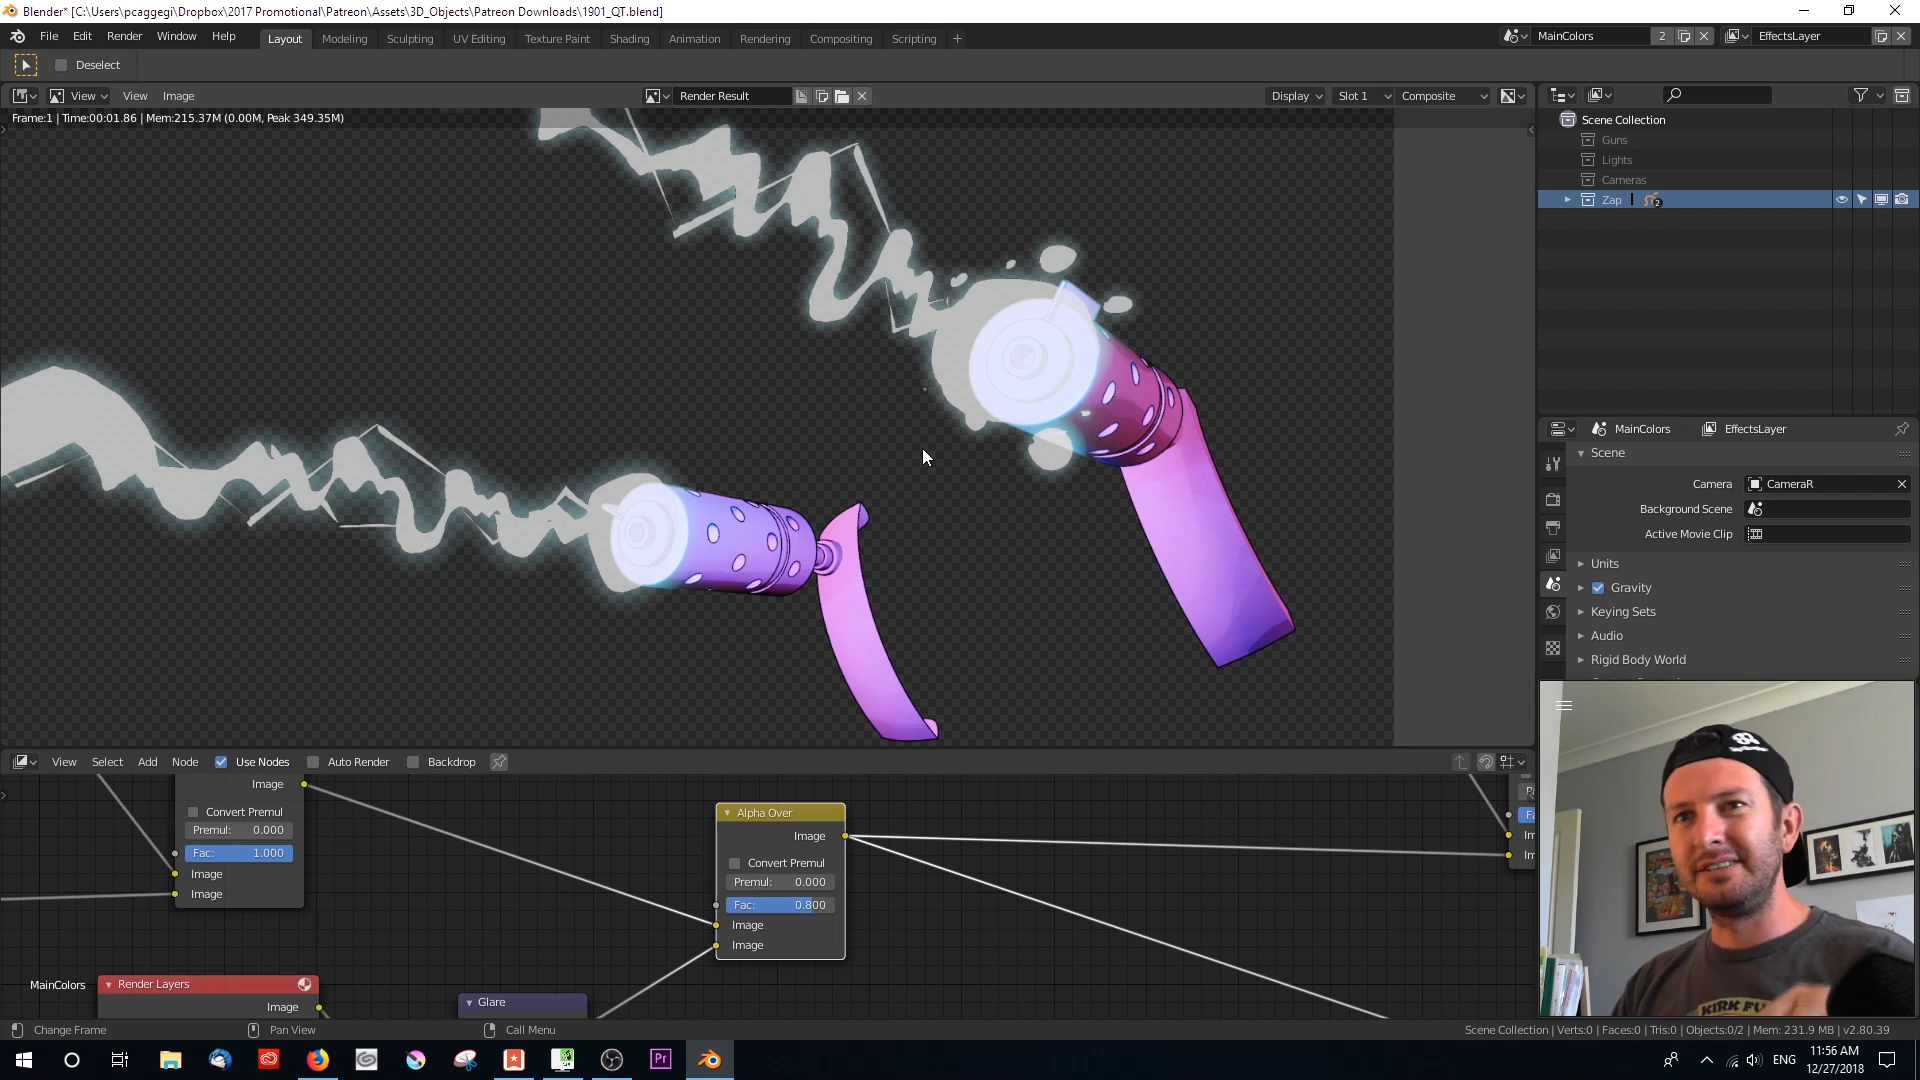 Blender* [C:\Users\pcaggegi\Dropbox\2017 Promotional\Patreon\Assets\3D_Objects\Patreon Downloads\1901_QT.blend]
File Edit Render Window Help Layout Modeling Sculpting UV Editing Texture Paint Shading Animation Rendering Compositing Scripting + MainColors 2 EffectsLayer
Deselect
View View Image Render Result Display Slot 1 Composite
Frame:1 | Time:00:01.86 | Mem:215.37M (0.00M, Peak 349.35M)
Scene Collection
Guns
Lights
Cameras
Zap 2
MainColors EffectsLayer
Scene
Camera CameraR
Background Scene
Active Movie Clip
Units
Gravity
Keying Sets
Audio
Rigid Body World
View Select Add Node Use Nodes Auto Render Backdrop
Image
Convert Premul
Premul: 0.000
Fac: 1.000
Image
Image
Alpha Over
Image
Convert Premul
Premul: 0.000
Fac: 0.800
Image
Image
MainColors Render Layers
Image
Glare
KIRK FU
Change Frame Pan View Call Menu Scene Collection | Verts:0 | Faces:0 | Tris:0 | Objects:0/2 | Mem: 231.9 MB | v2.80.39
Pr ENG 11:56 AM
12/27/2018